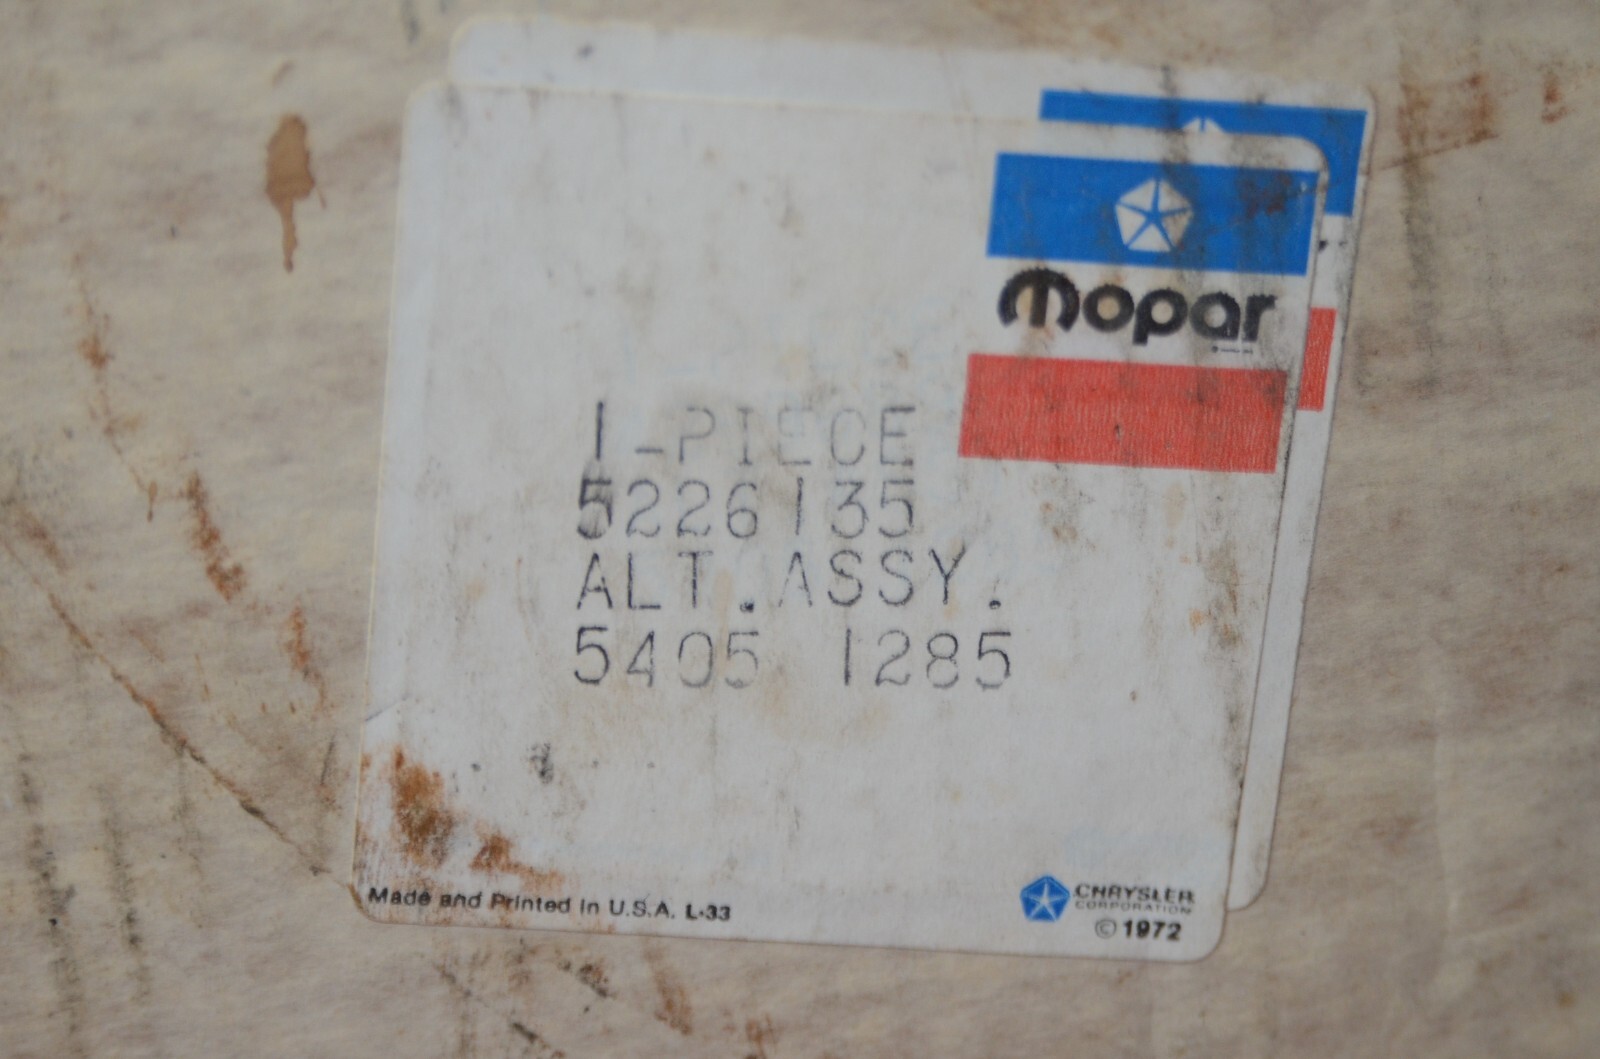 Mopar
1-PIECE
5226135
ALT.ASSY.
5405 1285
Made and Printed in U.S.A. L-33
CHRYSLER
CORPORATION
©1972